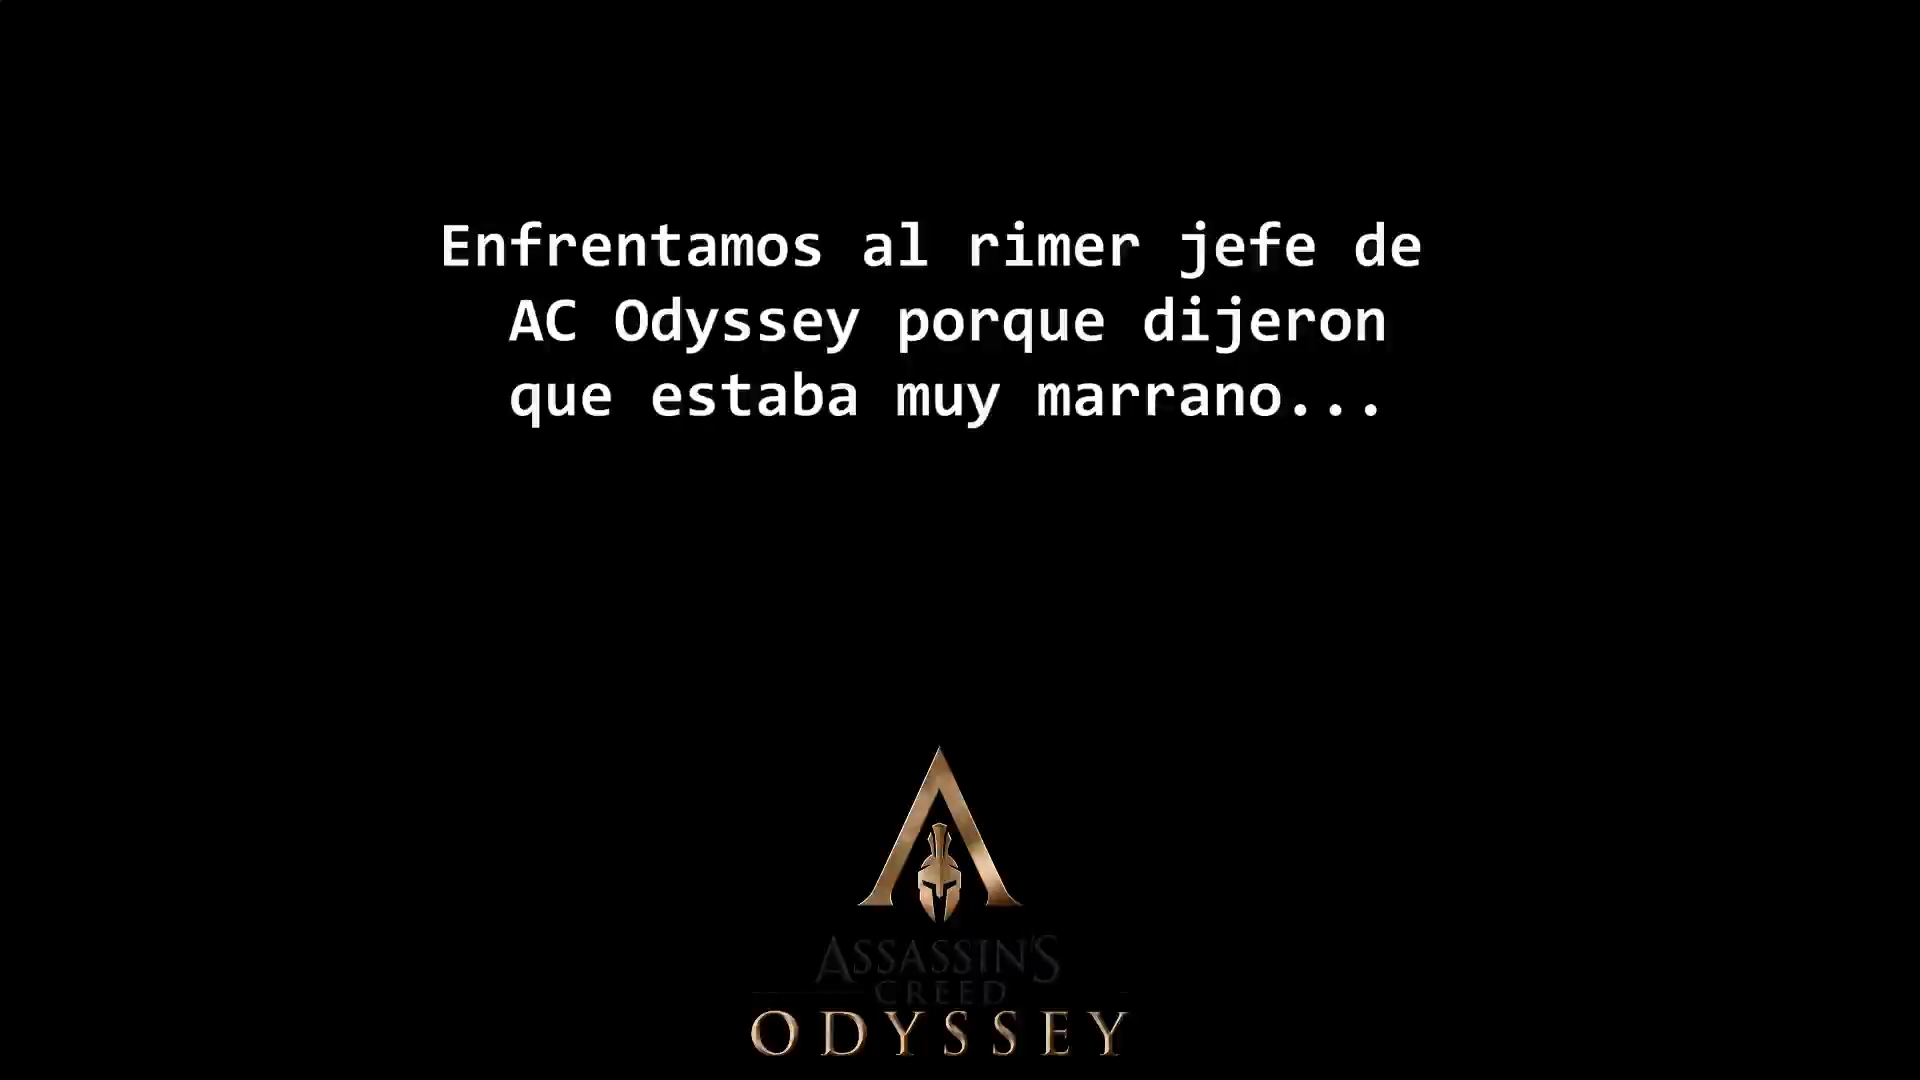 Enfrentamos al rimer jefe de
AC Odyssey porque dijeron
que estaba muy marrano...
ASSASSIN'S
CREED
ODYSSEY